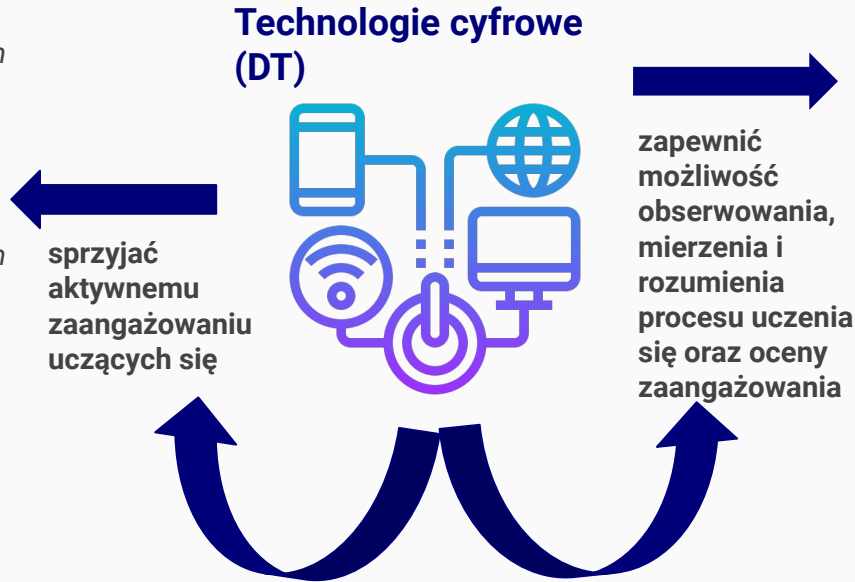 Technologie cyfrowe
(DT)
sprzyjać
aktywnemu
zaangażowaniu
uczących się
zapewnić
możliwość
obserwowania,
mierzenia i
rozumienia
procesu uczenia
się oraz oceny
zaangażowania